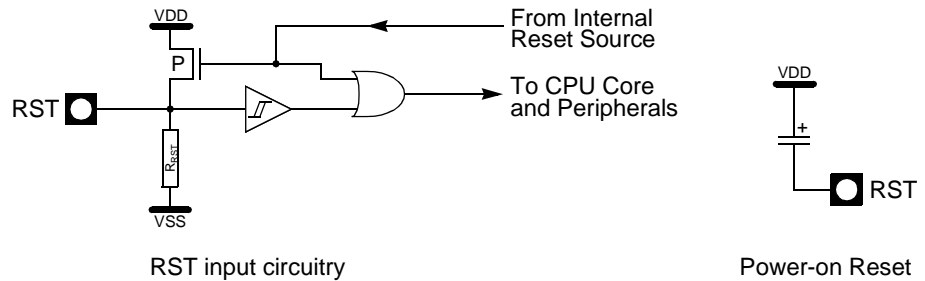 VDD
From Internal
Reset Source
P
To CPU Core
and Peripherals
RST
RRST
VSS
VDD
+
RST
RST input circuitry
Power-on Reset